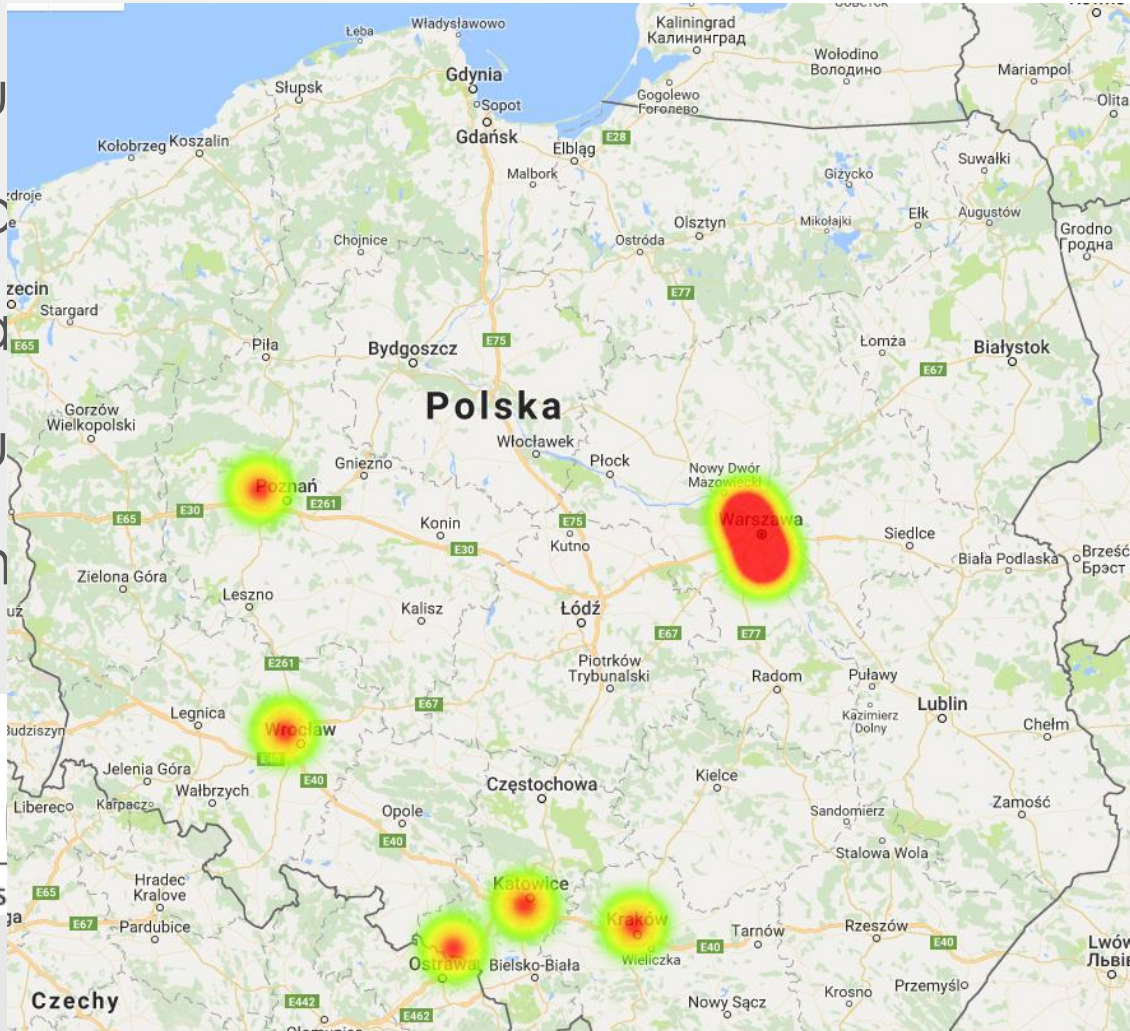 Władysławowo
Łeba
Kaliningrad
Калининград
Wołodino
Володино
Mariampol
Gdynia
Słupsk
Sopot
Gogolewo
Гоголево
Olita
Gdańsk
Kołobrzeg
Koszalin
Elbląg
E28
Suwałki
Malbork
Giżycko
zdroje
Ełk
Augustów
Chojnice
Ostróda
Olsztyn
Mikołajki
Grodno
Гродна
zecin
E77
Stargard
E65
Piła
Bydgoszcz
E75
Łomża
Białystok
E67
Polska
Gorzów
Wielkopolski
Włocławek
Gniezno
Płock
Nowy Dwór
Mazowiecki
Poznań
E261
E30
E65
Konin
E30
E75
Kutno
Warszawa
Siedlce
Biała Podlaska
Brześć
Брэст
Zielona Góra
Leszno
Kalisz
Łódź
E67
E77
E261
Piotrków
Trybunalski
Radom
Puławy
Lublin
Legnica
Wrocław
E67
Kazimierz
Dolny
Chełm
Budziszyn
E40
Jelenia Góra
E40
Wałbrzych
Częstochowa
Kielce
Liberec
Karpacz
Opole
Sandomierz
Zamość
E40
Stalowa Wola
Hradec
Kralove
E65
Katowice
E67
Pardubice
Kraków
Tarnów
Rzeszów
E40
E40
Wieliczka
Lwów
Львів
Ostrawa
Bielsko-Biała
Czechy
E442
E462
Nowy Sącz
Krosno
Przemyśl